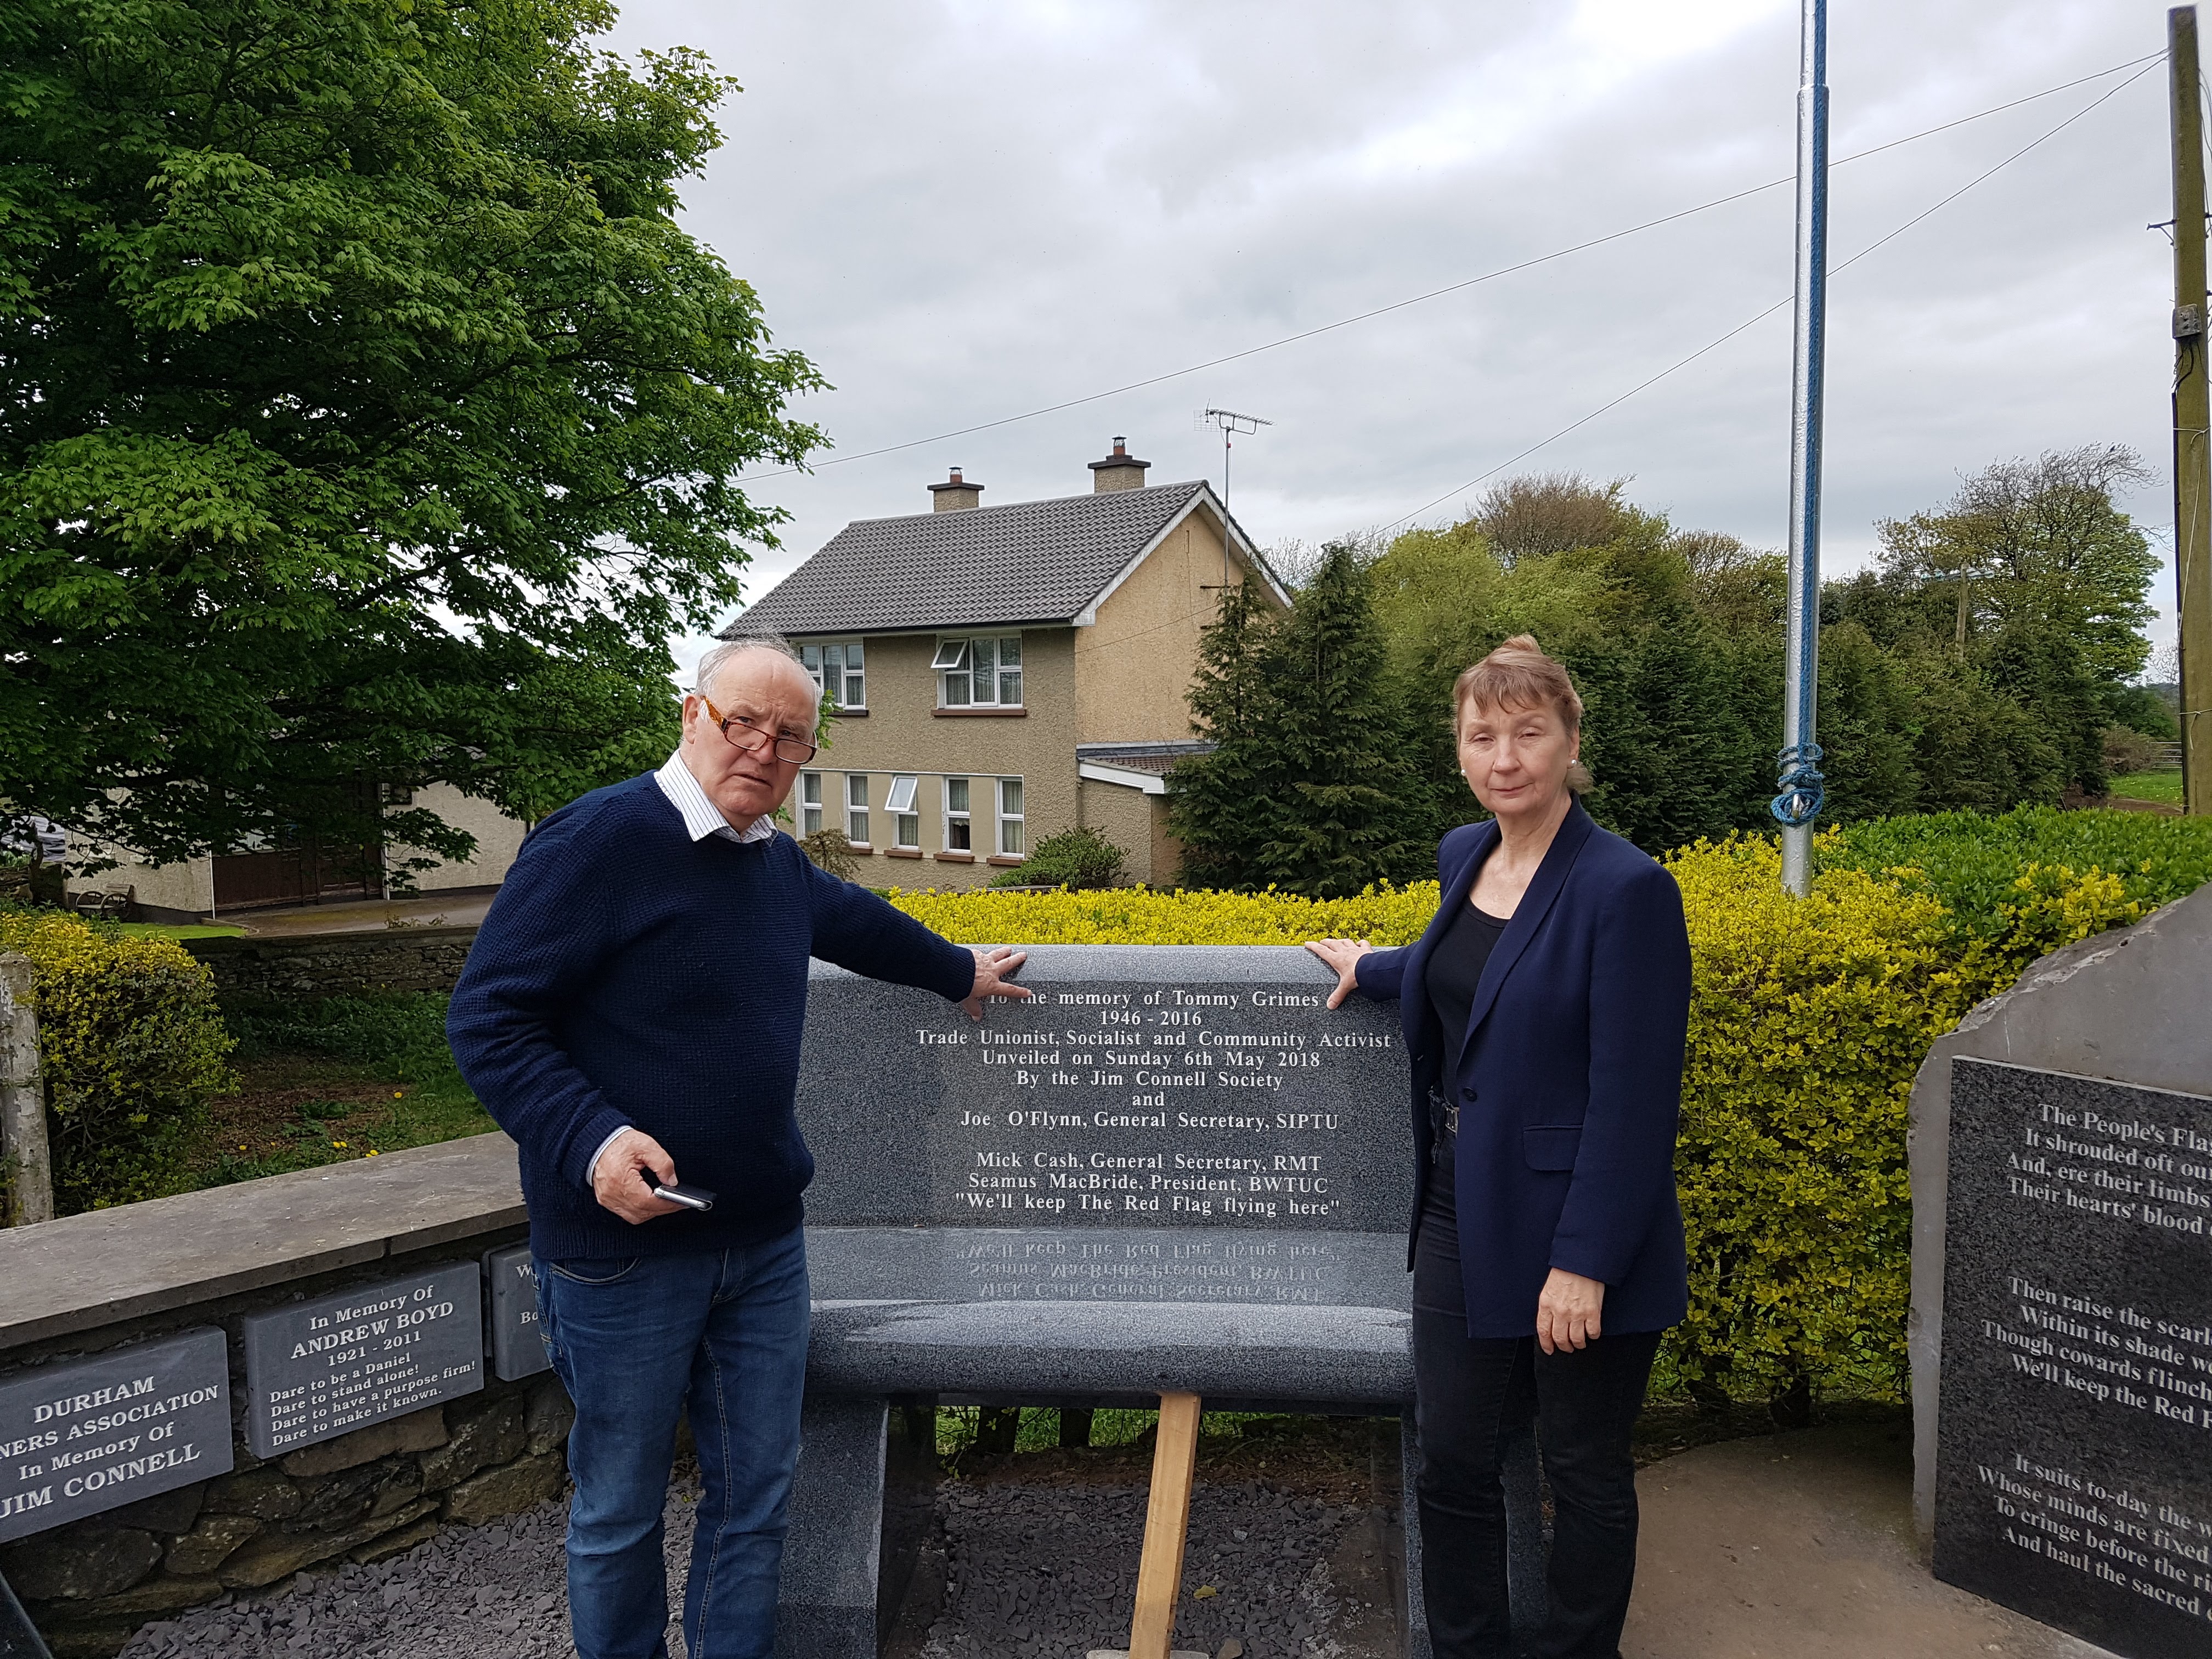 To the memory of Tommy Grimes
1946 - 2016
Trade Unionist, Socialist and Community Activist
Unveiled on Sunday 6th May 2018
By the Jim Connell Society
and
Joe O'Flynn, General Secretary, SIPTU
Mick Cash, General Secretary, RMT
Seamus MacBride, President, BWTUC
"We'll keep The Red Flag flying here"
DURHAM
NERS ASSOCIATION
In Memory Of
JIM CONNELL
In Memory Of
ANDREW BOYD
1921 - 2011
Dare to be a Daniel
Dare to stand alone!
Dare to have a purpose firm!
Dare to make it known.
The People's Flag
It shrouded oft our
And, ere their limbs
Their hearts' blood
Then raise the scarl
Within its shade w
Though cowards flinch
We'll keep the Red F
It suits to-day the w
Whose minds are fixed
To cringe before the ri
And haul the sacred